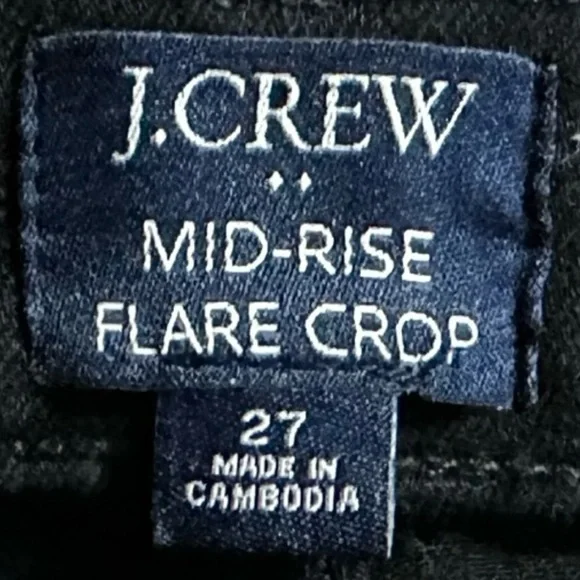 J.CREW
MID-RISE
FLARE CROP
27
MADE IN
CAMBODIA